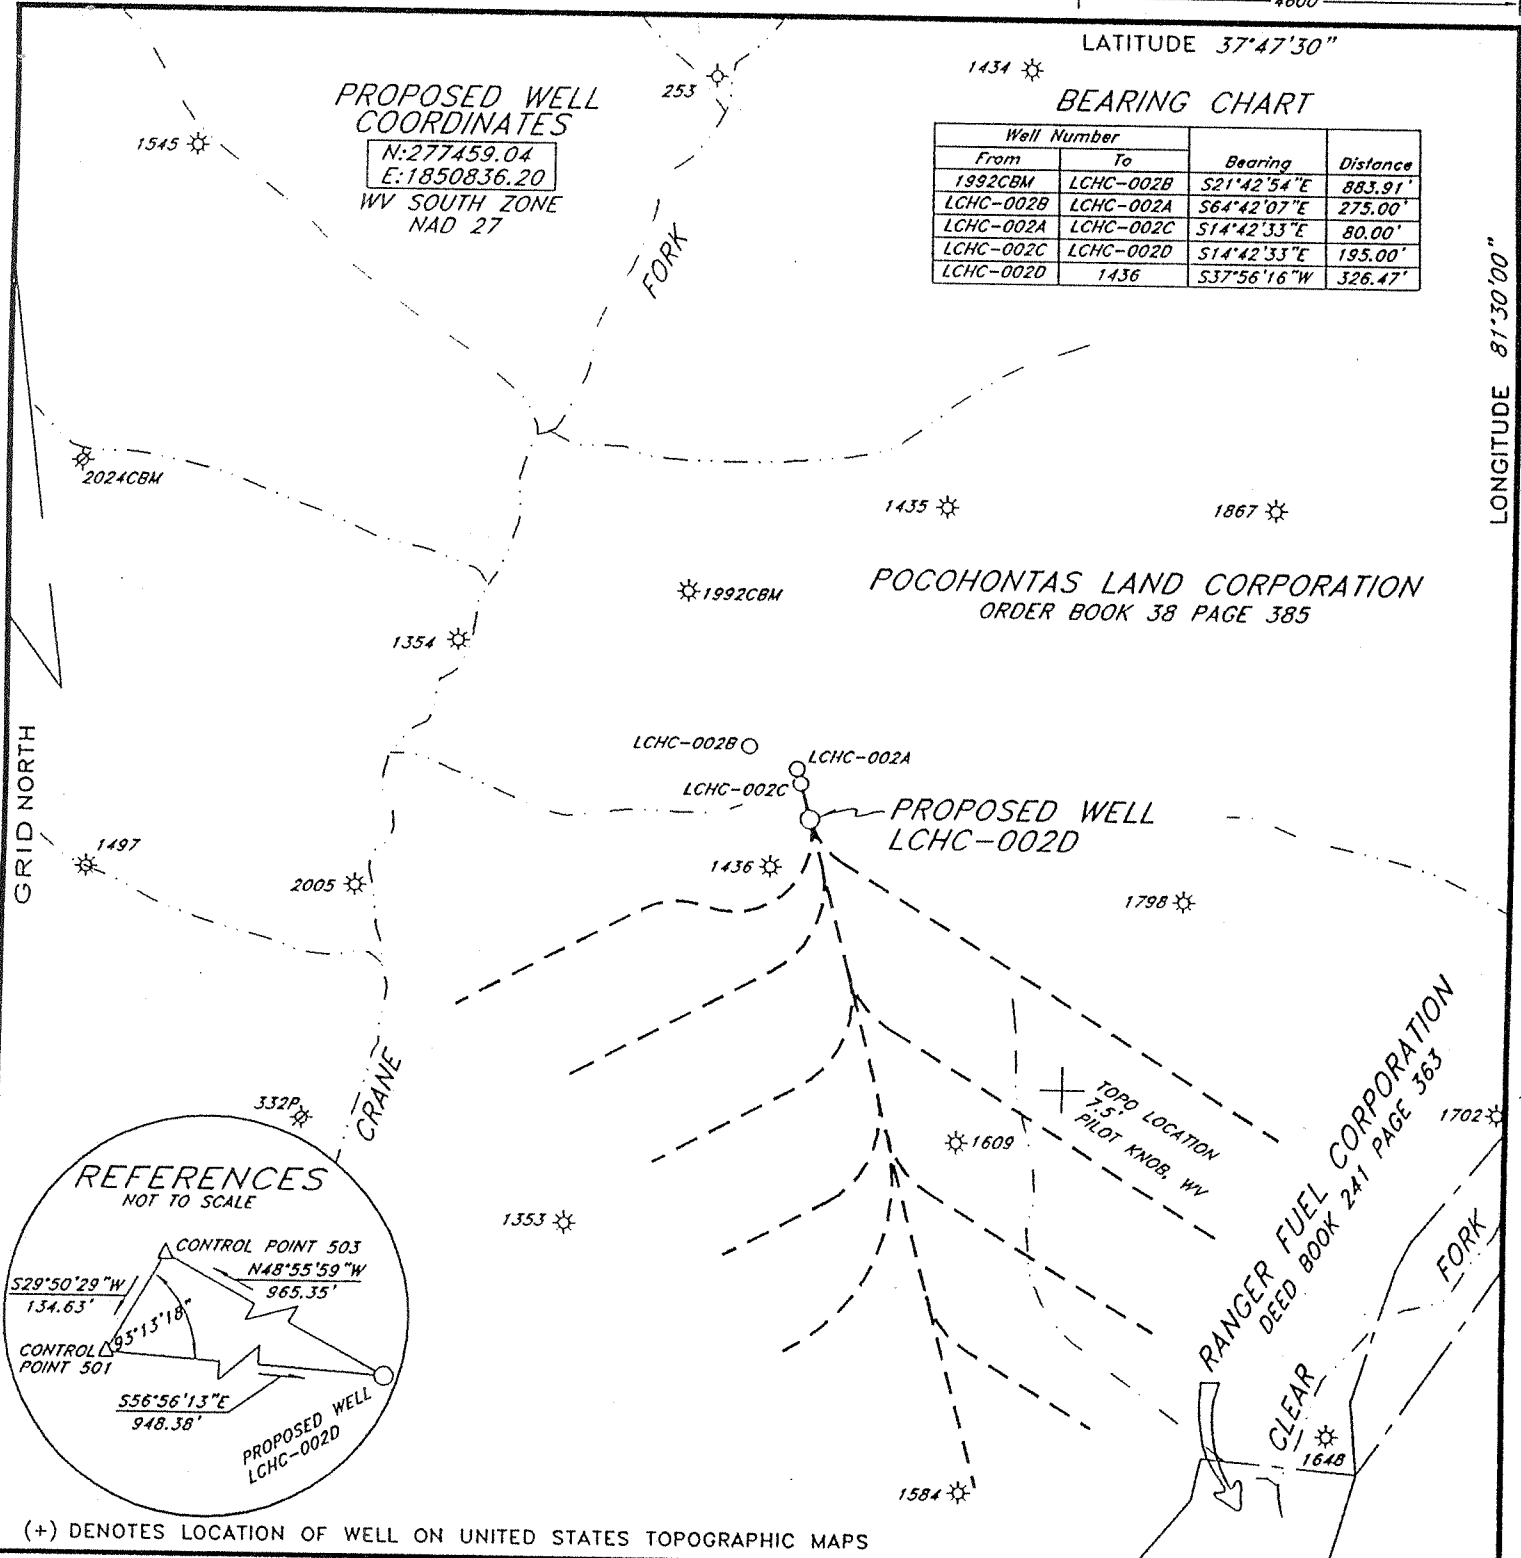 4600
LATITUDE 37°47'30"
1434
253
PROPOSED WELL
COORDINATES
N:277459.04
E:1850836.20
WV SOUTH ZONE
NAD 27
1545
BEARING CHART
Well Number
From To Bearing Distance
1992CBM LCHC-002B S21°42'54"E 883.91'
LCHC-002B LCHC-002A S64°42'07"E 275.00'
LCHC-002A LCHC-002C S14°42'33"E 80.00'
LCHC-002C LCHC-002D S14°42'33"E 195.00'
LCHC-002D 1436 S37°56'16"W 326.47'
FORK
LONGITUDE 81°30'00"
2024CBM
1435
1867
1992CBM
POCOHONTAS LAND CORPORATION
ORDER BOOK 38 PAGE 385
1354
GRID NORTH
LCHC-002B
LCHC-002A
LCHC-002C
PROPOSED WELL
LCHC-002D
1497
1436
2005
1798
CRANE
332P
TOPO LOCATION
7.5'
PILOT KNOB, WV
1609
1702
RANGER FUEL CORPORATION
DEED BOOK 241 PAGE 363
1353
FORK
CLEAR
1648
1584
REFERENCES
NOT TO SCALE
CONTROL POINT 503
N48°55'59"W
965.35'
S29°50'29"W
134.63'
93°13'18"
CONTROL
POINT 501
S56°56'13"E
948.38'
PROPOSED WELL
LCHC-002D
(+) DENOTES LOCATION OF WELL ON UNITED STATES TOPOGRAPHIC MAPS